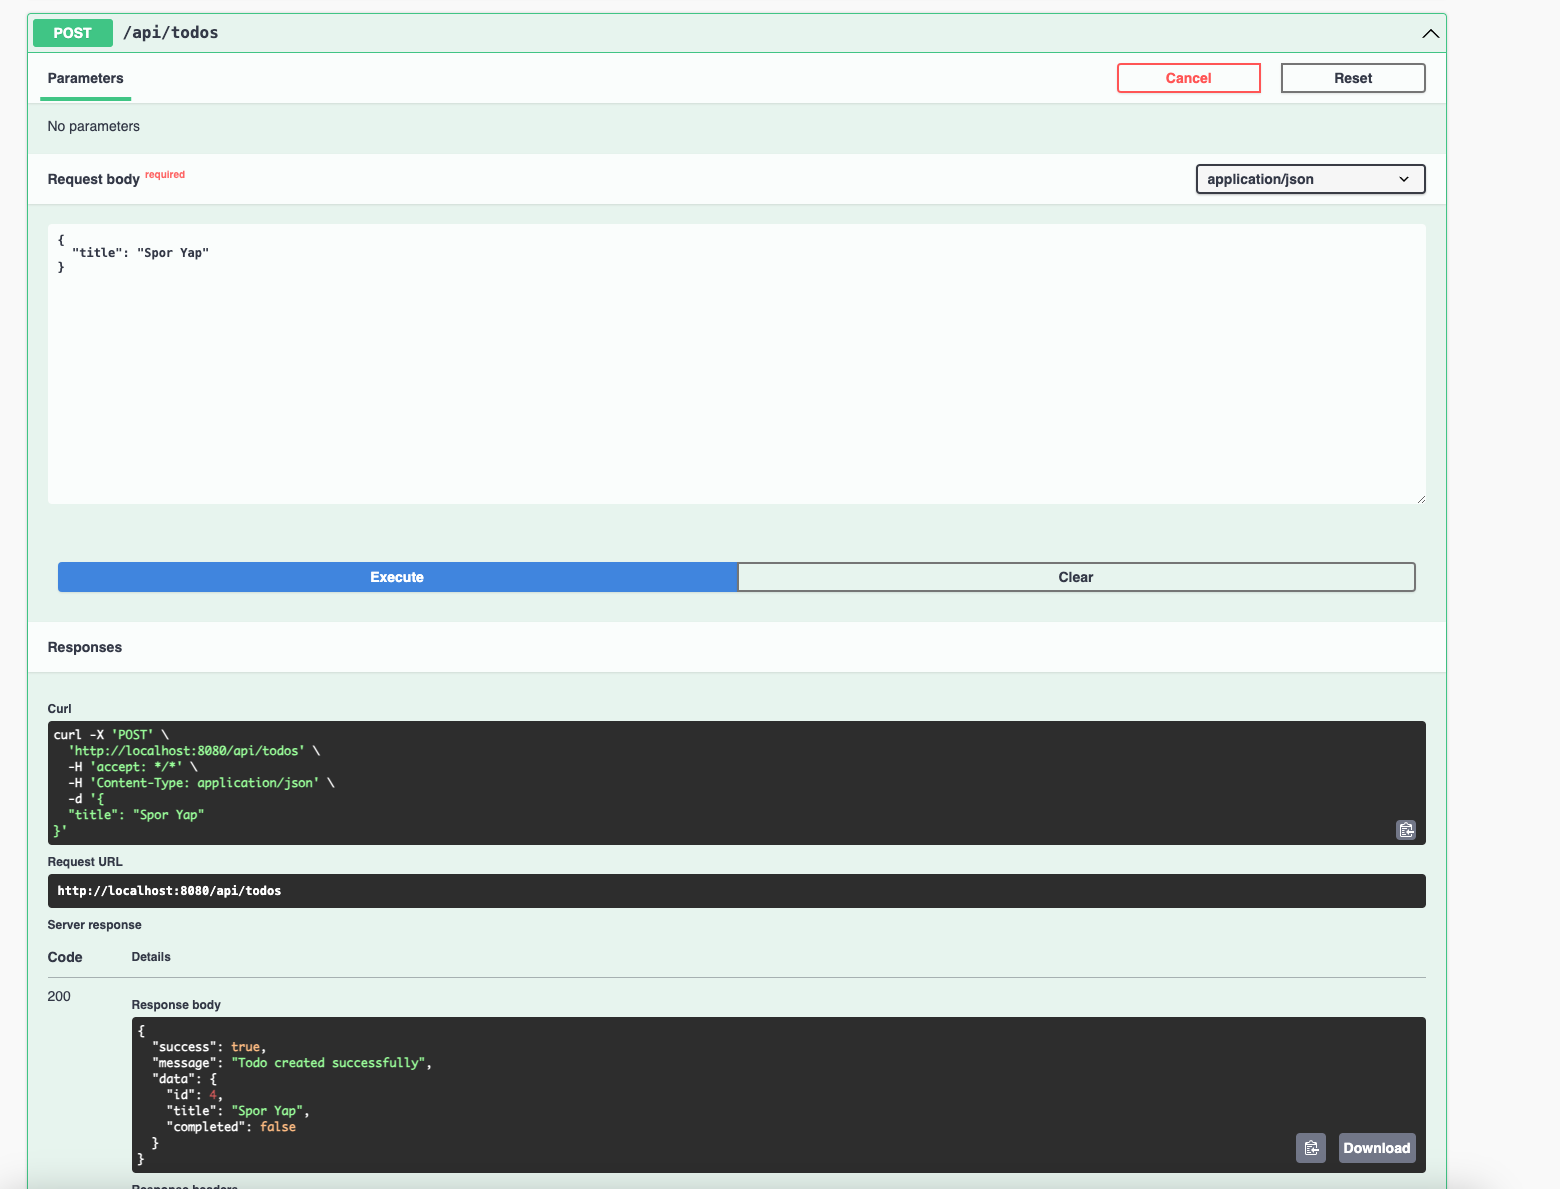 POST /api/todos
Parameters
Cancel
Reset
No parameters
Request body required
application/json
{
  "title": "Spor Yap"
}
Execute
Clear
Responses
Curl
curl -X 'POST' \
  'http://localhost:8080/api/todos' \
  -H 'accept: */*' \
  -H 'Content-Type: application/json' \
  -d '{
  "title": "Spor Yap"
}'
Request URL
http://localhost:8080/api/todos
Server response
Code Details
200
Response body
{
  "success": true,
  "message": "Todo created successfully",
  "data": {
    "id": 4,
    "title": "Spor Yap",
    "completed": false
  }
}
Download
Response headers